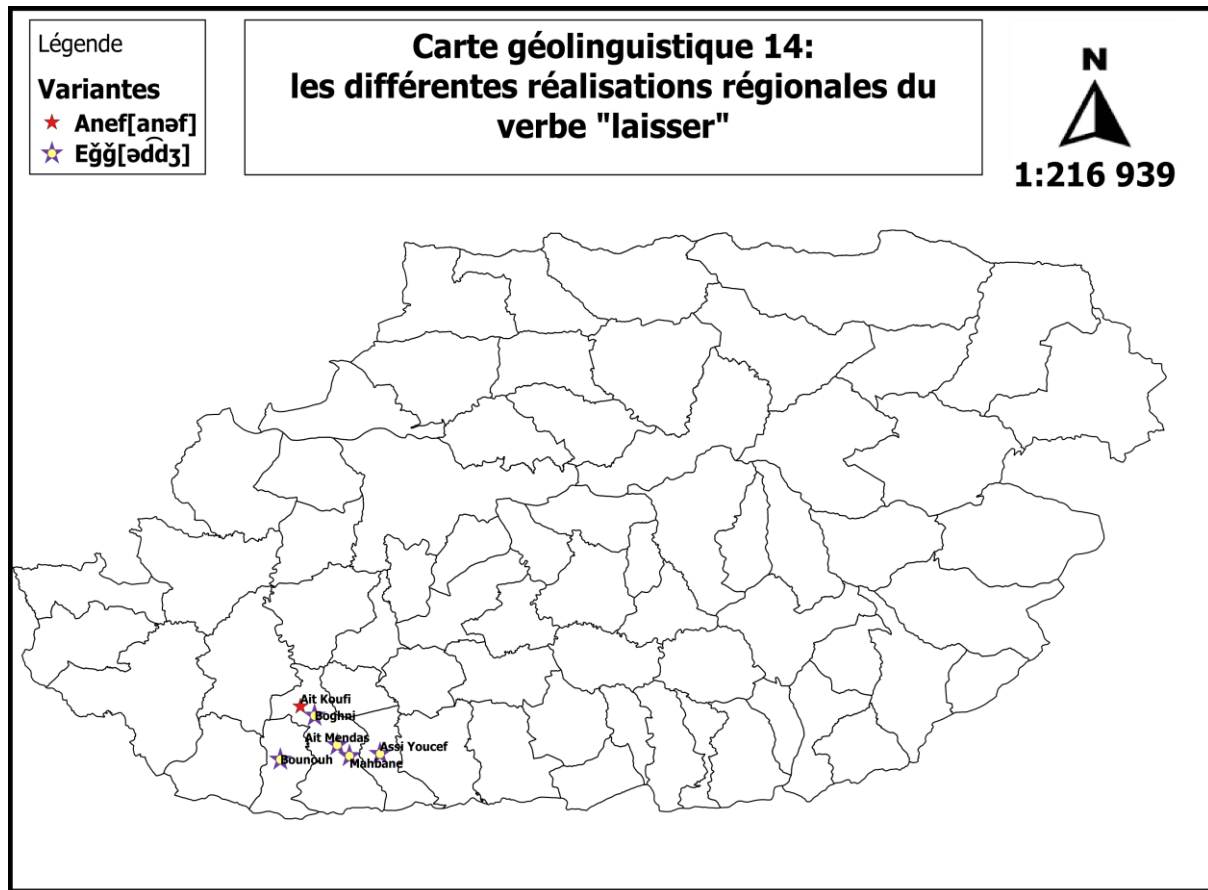 Légende
Variantes
Anef[anəf]
Eǧǧ[əd͡dʒ]
Carte géolinguistique 14:
les différentes réalisations régionales du
verbe "laisser"
N
1:216 939
Ait Koufi
Boghni
Ait Mendas
Assi Youcef
Bounouh
Mahbane